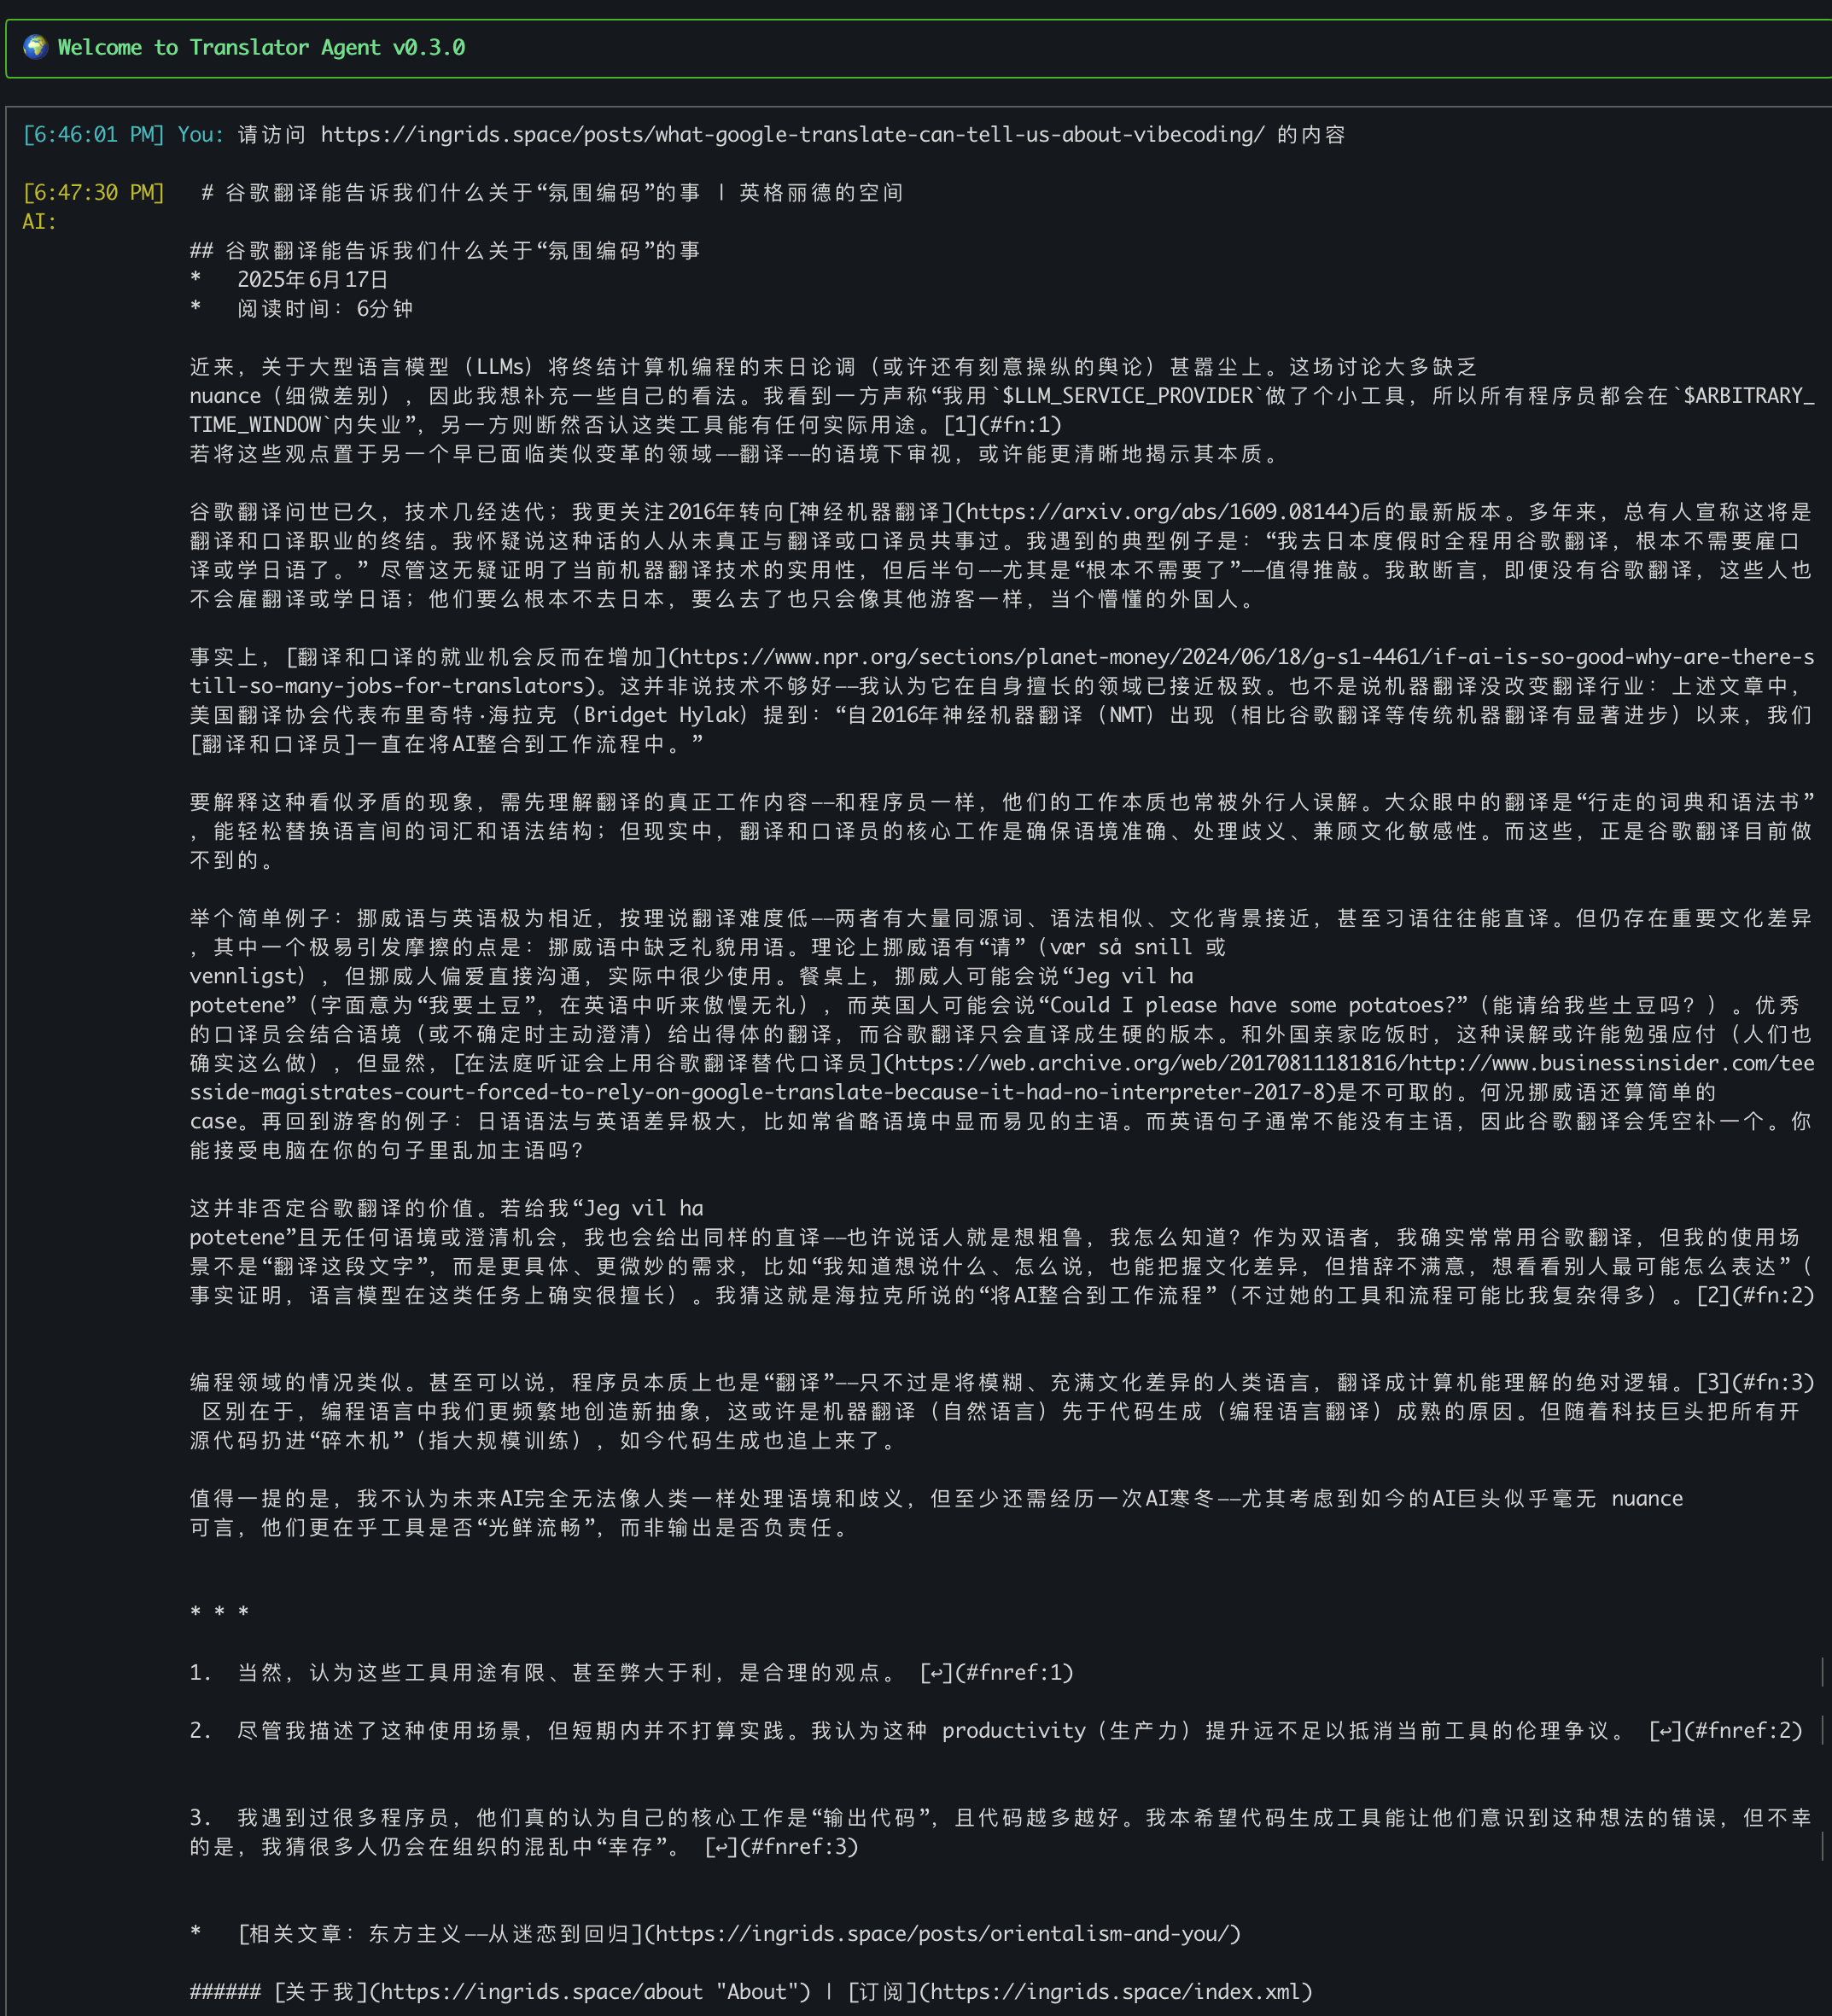 🌍 Welcome to Translator Agent v0.3.0
[6:46:01 PM] You: 请访问 https://ingrids.space/posts/what-google-translate-can-tell-us-about-vibecoding/ 的内容
[6:47:30 PM] # 谷歌翻译能告诉我们什么关于“氛围编码”的事 | 英格丽德的空间
AI:
## 谷歌翻译能告诉我们什么关于“氛围编码”的事
* 2025年6月17日
* 阅读时间：6分钟
近来，关于大型语言模型（LLMs）将终结计算机编程的末日论调（或许还有刻意操纵的舆论）甚嚣尘上。这场讨论大多缺乏
nuance（细微差别），因此我想补充一些自己的看法。我看到一方声称“我用`$LLM_SERVICE_PROVIDER`做了个小工具，所以所有程序员都会在`$ARBITRARY_
TIME_WINDOW`内失业”，另一方则断然否认这类工具能有任何实际用途。[1](#fn:1)
若将这些观点置于另一个早已面临类似变革的领域——翻译——的语境下审视，或许能更清晰地揭示其本质。
谷歌翻译问世已久，技术几经迭代；我更关注2016年转向[神经机器翻译](https://arxiv.org/abs/1609.08144)后的最新版本。多年来，总有人宣称这将是
翻译和口译职业的终结。我怀疑说这种话的人从未真正与翻译或口译员共事过。我遇到的典型例子是：“我去日本度假时全程用谷歌翻译，根本不需要雇口
译或学日语了。” 尽管这无疑证明了当前机器翻译技术的实用性，但后半句——尤其是“根本不需要了”——值得推敲。我敢断言，即便没有谷歌翻译，这些人也
不会雇翻译或学日语；他们要么根本不去日本，要么去了也只会像其他游客一样，当个懵懂的外国人。
事实上，[翻译和口译的就业机会反而在增加](https://www.npr.org/sections/planet-money/2024/06/18/g-s1-4461/if-ai-is-so-good-why-are-there-s
till-so-many-jobs-for-translators)。这并非说技术不够好——我认为它在自身擅长的领域已接近极致。也不是说机器翻译没改变翻译行业：上述文章中，
美国翻译协会代表布里奇特·海拉克（Bridget Hylak）提到：“自2016年神经机器翻译（NMT）出现（相比谷歌翻译等传统机器翻译有显著进步）以来，我们
[翻译和口译员]一直在将AI整合到工作流程中。”
要解释这种看似矛盾的现象，需先理解翻译的真正工作内容——和程序员一样，他们的工作本质也常被外行人误解。大众眼中的翻译是“行走的词典和语法书”
，能轻松替换语言间的词汇和语法结构；但现实中，翻译和口译员的核心工作是确保语境准确、处理歧义、兼顾文化敏感性。而这些，正是谷歌翻译目前做
不到的。
举个简单例子：挪威语与英语极为相近，按理说翻译难度低——两者有大量同源词、语法相似、文化背景接近，甚至习语往往能直译。但仍存在重要文化差异
，其中一个极易引发摩擦的点是：挪威语中缺乏礼貌用语。理论上挪威语有“请”（vær så snill 或
vennligst），但挪威人偏爱直接沟通，实际中很少使用。餐桌上，挪威人可能会说“Jeg vil ha
potetene”（字面意为“我要土豆”，在英语中听来傲慢无礼），而英国人可能会说“Could I please have some potatoes?”（能请给我些土豆吗？）。优秀
的口译员会结合语境（或不确定时主动澄清）给出得体的翻译，而谷歌翻译只会直译成生硬的版本。和外国亲家吃饭时，这种误解或许能勉强应付（人们也
确实这么做），但显然，[在法庭听证会上用谷歌翻译替代口译员](https://web.archive.org/web/20170811181816/http://www.businessinsider.com/tee
sside-magistrates-court-forced-to-rely-on-google-translate-because-it-had-no-interpreter-2017-8)是不可取的。何况挪威语还算简单的
case。再回到游客的例子：日语语法与英语差异极大，比如常省略语境中显而易见的主语。而英语句子通常不能没有主语，因此谷歌翻译会凭空补一个。你
能接受电脑在你的句子里乱加主语吗？
这并非否定谷歌翻译的价值。若给我“Jeg vil ha
potetene”且无任何语境或澄清机会，我也会给出同样的直译——也许说话人就是想粗鲁，我怎么知道？作为双语者，我确实常常用谷歌翻译，但我的使用场
景不是“翻译这段文字”，而是更具体、更微妙的需求，比如“我知道想说什么、怎么说，也能把握文化差异，但措辞不满意，想看看别人最可能怎么表达”（
事实证明，语言模型在这类任务上确实很擅长）。我猜这就是海拉克所说的“将AI整合到工作流程”（不过她的工具和流程可能比我复杂得多）。[2](#fn:2)
编程领域的情况类似。甚至可以说，程序员本质上也是“翻译”——只不过是将模糊、充满文化差异的人类语言，翻译成计算机能理解的绝对逻辑。[3](#fn:3)
区别在于，编程语言中我们更频繁地创造新抽象，这或许是机器翻译（自然语言）先于代码生成（编程语言翻译）成熟的原因。但随着科技巨头把所有开
源代码扔进“碎木机”（指大规模训练），如今代码生成也追上来了。
值得一提的是，我不认为未来AI完全无法像人类一样处理语境和歧义，但至少还需经历一次AI寒冬——尤其考虑到如今的AI巨头似乎毫无 nuance
可言，他们更在乎工具是否“光鲜流畅”，而非输出是否负责任。
* * *
1. 当然，认为这些工具用途有限、甚至弊大于利，是合理的观点。 [↩](#fnref:1)
2. 尽管我描述了这种使用场景，但短期内并不打算实践。我认为这种 productivity（生产力）提升远不足以抵消当前工具的伦理争议。 [↩](#fnref:2)
3. 我遇到过很多程序员，他们真的认为自己的核心工作是“输出代码”，且代码越多越好。我本希望代码生成工具能让他们意识到这种想法的错误，但不幸
的是，我猜很多人仍会在组织的混乱中“幸存”。 [↩](#fnref:3)
* [相关文章：东方主义——从迷恋到回归](https://ingrids.space/posts/orientalism-and-you/)
###### [关于我](https://ingrids.space/about "About") | [订阅](https://ingrids.space/index.xml)